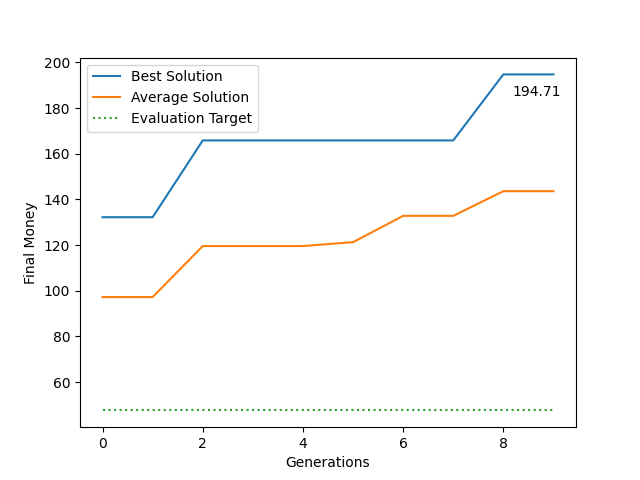 200
180
160
140
120
100
80
60
Final Money
Best Solution
Average Solution
Evaluation Target
194.71
0 2 4 6 8
Generations